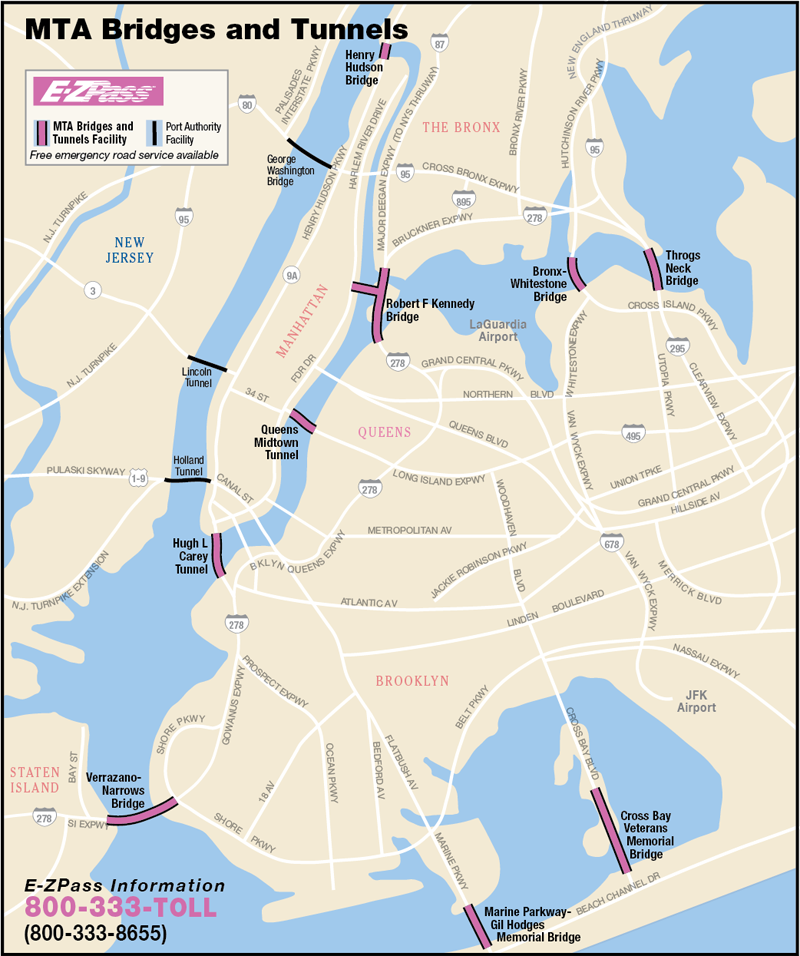 MTA Bridges and Tunnels
E-ZPass
MTA Bridges and
Tunnels Facility
Port Authority
Facility
Free emergency road service available
Henry
Hudson
Bridge
87
NEW ENGLAND THRUWAY
PALISADES
INTERSTATE PKWY
80
HARLEM RIVER DRIVE
(TO NYS THRUWAY)
MAJOR DEEGAN EXPWY
THE BRONX
BRONX RIVER PKWY
HUTCHINSON RIVER PKWY
95
George
Washington
Bridge
HENRY HUDSON PKWY
95
CROSS BRONX EXPWY
895
278
BRUCKNER EXPWY
N.J. TURNPIKE
95
NEW
JERSEY
3
9A
MANHATTAN
Robert F Kennedy
Bridge
Bronx-
Whitestone
Bridge
Throgs
Neck
Bridge
CROSS ISLAND PKWY
LaGuardia
Airport
N.J. TURNPIKE
Lincoln
Tunnel
FDR DR
278
GRAND CENTRAL PKWY
WHITESTONE EXPWY
295
UTOPIA PKWY
CLEARVIEW EXPWY
34 ST
NORTHERN BLVD
Queens
Midtown
Tunnel
QUEENS
QUEENS BLVD
VAN WYCK EXPWY
495
Holland
Tunnel
PULASKI SKYWAY
1-9
CANAL ST
278
LONG ISLAND EXPWY
WOODHAVEN
BLVD
UNION TPKE
GRAND CENTRAL PKWY
HILLSIDE AV
Hugh L
Carey
Tunnel
METROPOLITAN AV
678
BKLYN QUEENS EXPWY
JACKIE ROBINSON PKWY
VAN WYCK EXPWY
MERRICK BLVD
N.J. TURNPIKE EXTENSION
ATLANTIC AV
LINDEN BOULEVARD
278
NASSAU EXPWY
PROSPECT EXPWY
BROOKLYN
BELT PKWY
JFK
Airport
SHORE PKWY
GOWANUS EXPWY
CROSS BAY BLVD
STATEN
ISLAND
BAY ST
Verrazano-
Narrows
Bridge
278
SI EXPWY
18 AV
OCEAN PKWY
BEDFORD AV
FLATBUSH AV
SHORE PKWY
MARINE PKWY
Cross Bay
Veterans
Memorial
Bridge
BEACH CHANNEL DR
Marine Parkway-
Gil Hodges
Memorial Bridge
E-ZPass Information
800-333-TOLL
(800-333-8655)